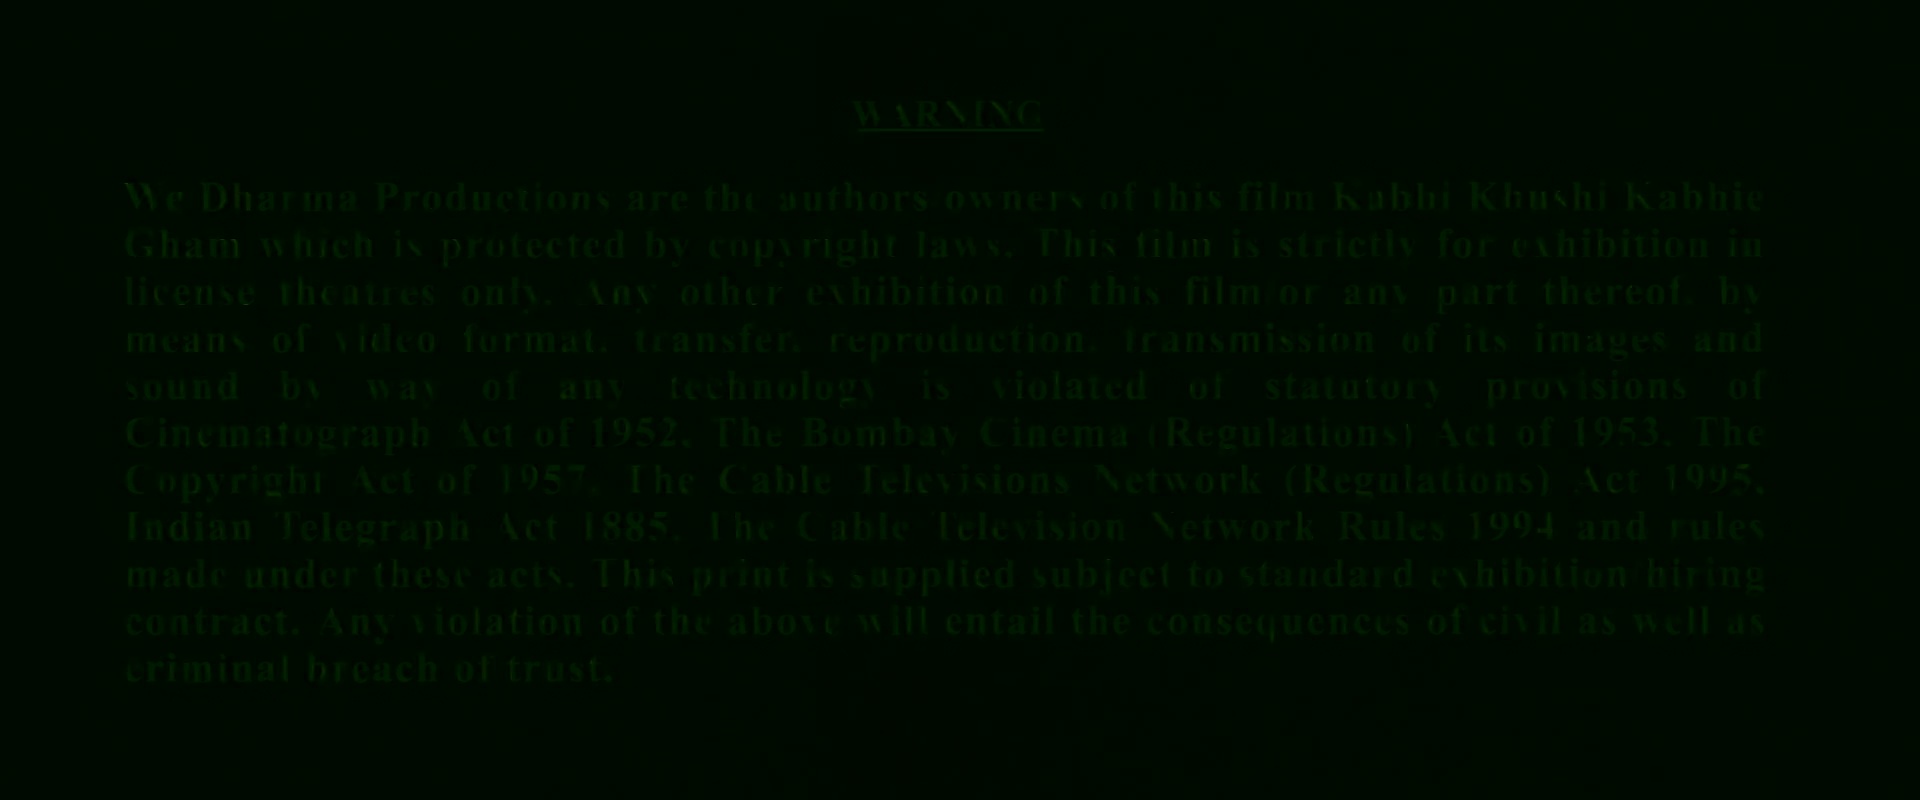 WARNING
We Dharma Productions are the authors owners of this film Kabhi Khushi Kabhie
Gham which is protected by copyright laws. This film is strictly for exhibition in
license theatres only. Any other exhibition of this film/or any part thereof, by
means of video format, transfer, reproduction, transmission of its images and
sound by way of any technology is violated of statutory provisions of
Cinematograph Act of 1952, The Bombay Cinema (Regulations) Act of 1953, The
Copyright Act of 1957, The Cable Televisions Network (Regulations) Act 1995,
Indian Telegraph Act 1885, The Cable Television Network Rules 1994 and rules
made under these acts. This print is supplied subject to standard exhibition/hiring
contract. Any violation of the above will entail the consequences of civil as well as
criminal breach of trust.